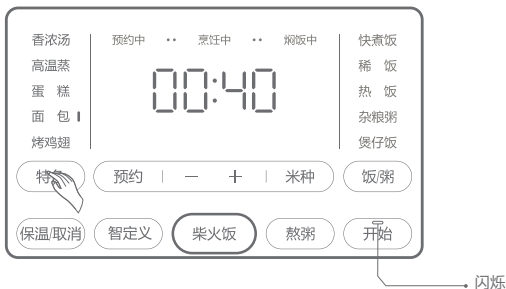 香浓汤
高温蒸
蛋 糕
面 包
烤鸡翅
预约中 •• 烹饪中 •• 焖饭中
00:40
快煮饭
稀 饭
热 饭
杂粮粥
煲仔饭
特色
预约 | — + | 米种
饭/粥
保温/取消
智定义
柴火饭
熬粥
开始
闪烁